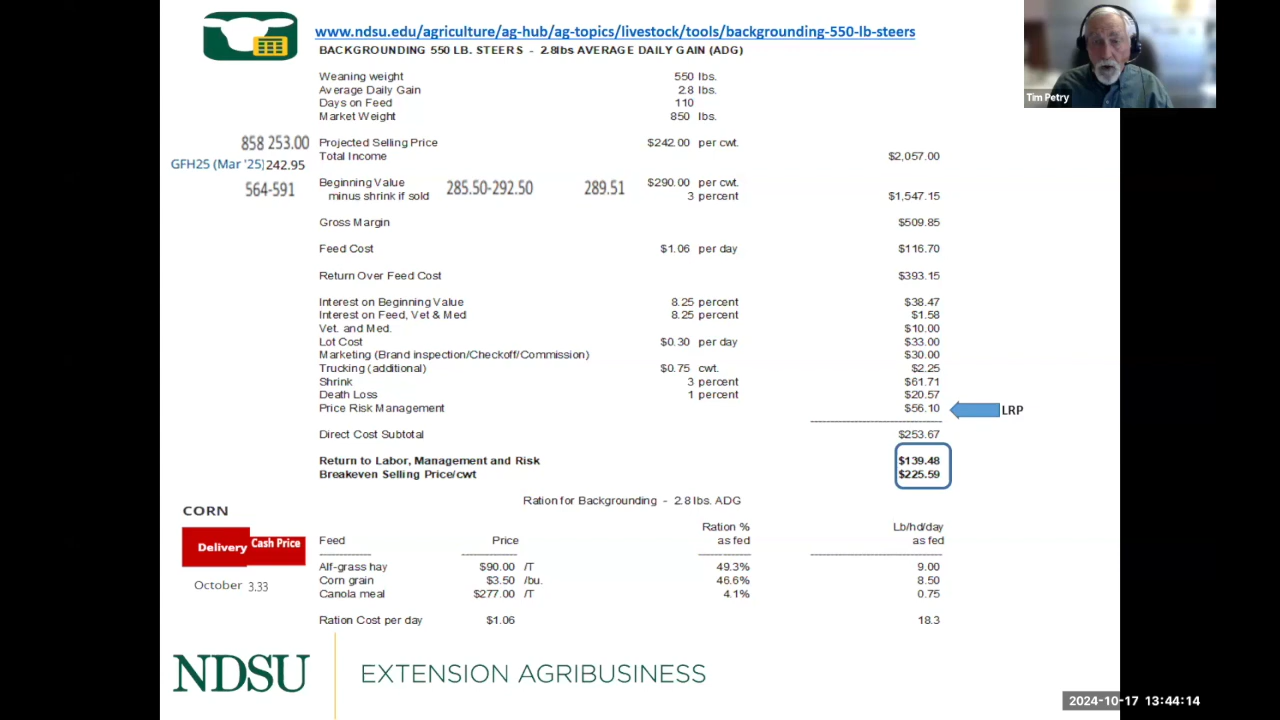 www.ndsu.edu/agriculture/ag-hub/ag-topics/livestock/tools/backgrounding-550-lb-steers
BACKGROUNDING 550 LB. STEERS - 2.8lbs AVERAGE DAILY GAIN (ADG)
Tim Petry
Weaning weight 550 lbs.
Average Daily Gain 2.8 lbs.
Days on Feed 110
Market Weight 850 lbs.
858 253.00 Projected Selling Price $242.00 per cwt.
Total Income $2,057.00
GFH25 (Mar '25) 242.95
564-591 Beginning Value 285.50-292.50 289.51 $290.00 per cwt.
minus shrink if sold 3 percent $1,547.15
Gross Margin $509.85
Feed Cost $1.06 per day $116.70
Return Over Feed Cost $393.15
Interest on Beginning Value 8.25 percent $38.47
Interest on Feed, Vet & Med 8.25 percent $1.58
Vet. and Med. $10.00
Lot Cost $0.30 per day $33.00
Marketing (Brand inspection/Checkoff/Commission) $30.00
Trucking (additional) $0.75 cwt. $2.25
Shrink 3 percent $61.71
Death Loss 1 percent $20.57
Price Risk Management $56.10 LRP
Direct Cost Subtotal $253.67
Return to Labor, Management and Risk $139.48
Breakeven Selling Price/cwt $225.59
Ration for Backgrounding - 2.8 lbs. ADG
CORN
Delivery Cash Price
October 3.33
Ration % Lb/hd/day
Feed Price as fed as fed
Alf-grass hay $90.00 /T 49.3% 9.00
Corn grain $3.50 /bu. 46.6% 8.50
Canola meal $277.00 /T 4.1% 0.75
Ration Cost per day $1.06 18.3
NDSU EXTENSION AGRIBUSINESS
2024-10-17 13:44:14